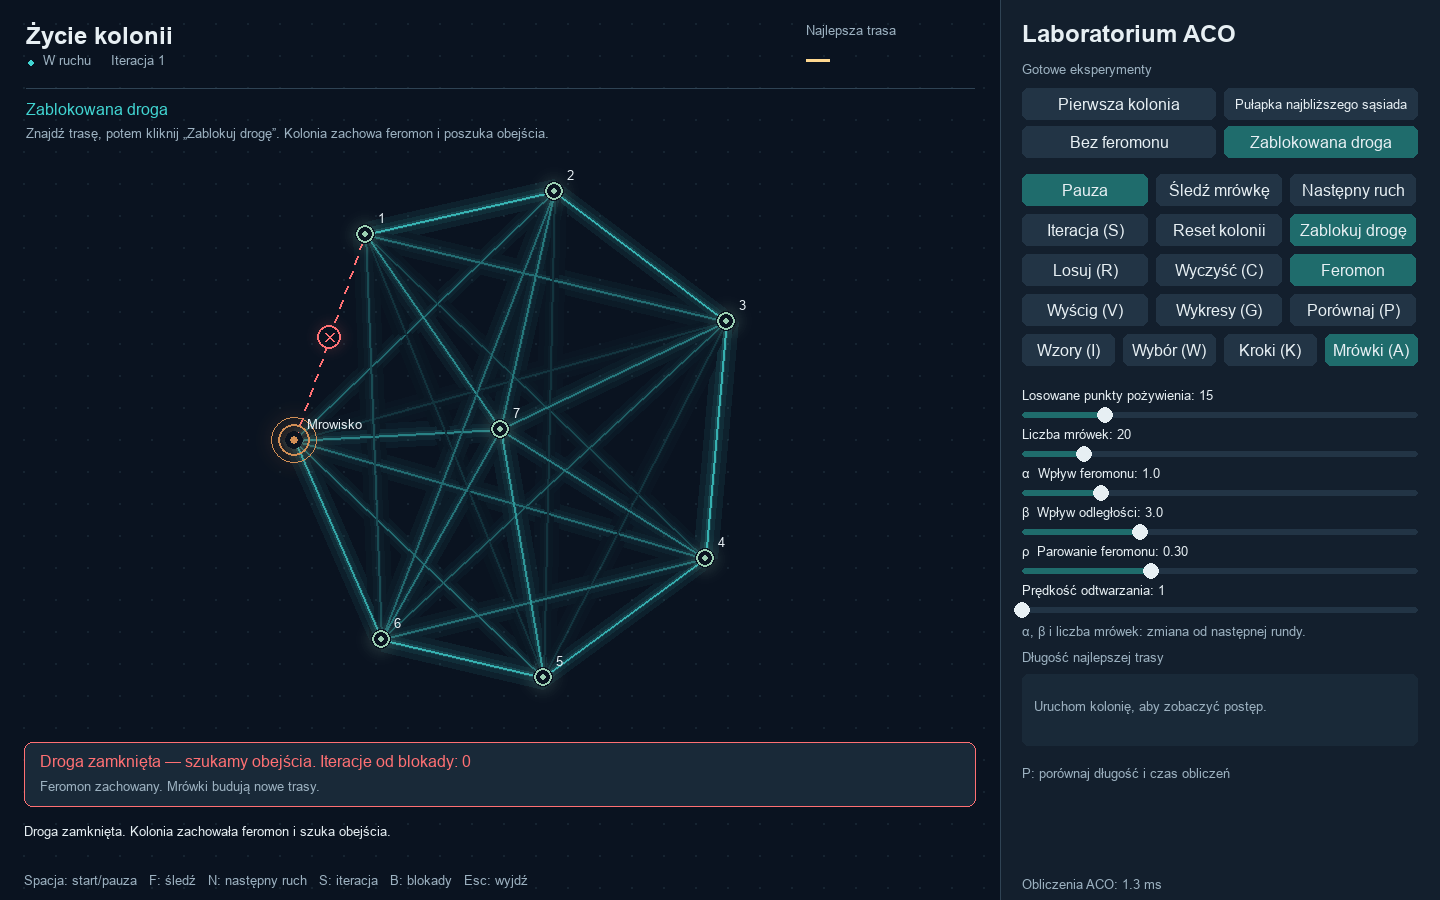 Życie kolonii
W ruchu Iteracja 1
Najlepsza trasa
Zablokowana droga
Znajdź trasę, potem kliknij „Zablokuj drogę”. Kolonia zachowa feromon i poszuka obejścia.
2
1
3
7
Mrowisko
4
6
5
Droga zamknięta — szukamy obejścia. Iteracje od blokady: 0
Feromon zachowany. Mrówki budują nowe trasy.
Droga zamknięta. Kolonia zachowała feromon i szuka obejścia.
Spacja: start/pauza F: śledź N: następny ruch S: iteracja B: blokady Esc: wyjdź
Laboratorium ACO
Gotowe eksperymenty
Pierwsza kolonia Pułapka najbliższego sąsiada
Bez feromonu Zablokowana droga
Pauza Śledź mrówkę Następny ruch
Iteracja (S) Reset kolonii Zablokuj drogę
Losuj (R) Wyczyść (C) Feromon
Wyścig (V) Wykresy (G) Porównaj (P)
Wzory (I) Wybór (W) Kroki (K) Mrówki (A)
Losowane punkty pożywienia: 15
Liczba mrówek: 20
α Wpływ feromonu: 1.0
β Wpływ odległości: 3.0
ρ Parowanie feromonu: 0.30
Prędkość odtwarzania: 1
α, β i liczba mrówek: zmiana od następnej rundy.
Długość najlepszej trasy
Uruchom kolonię, aby zobaczyć postęp.
P: porównaj długość i czas obliczeń
Obliczenia ACO: 1.3 ms